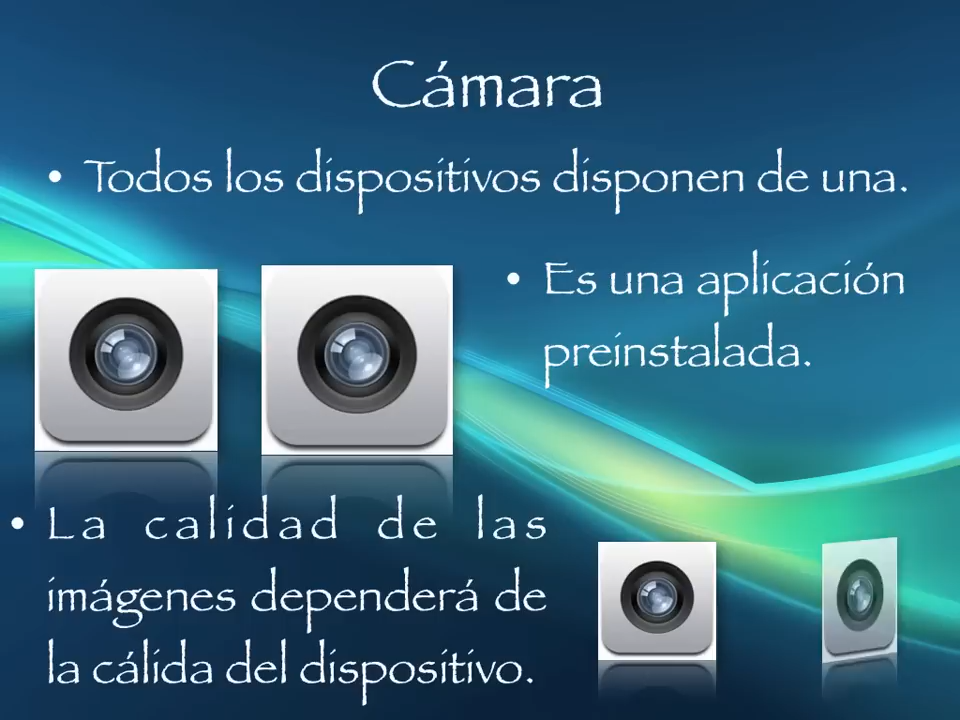 Cámara
• Todos los dispositivos disponen de una.
• Es una aplicación
preinstalada.
• La calidad de las
imágenes dependerá de
la cálida del dispositivo.